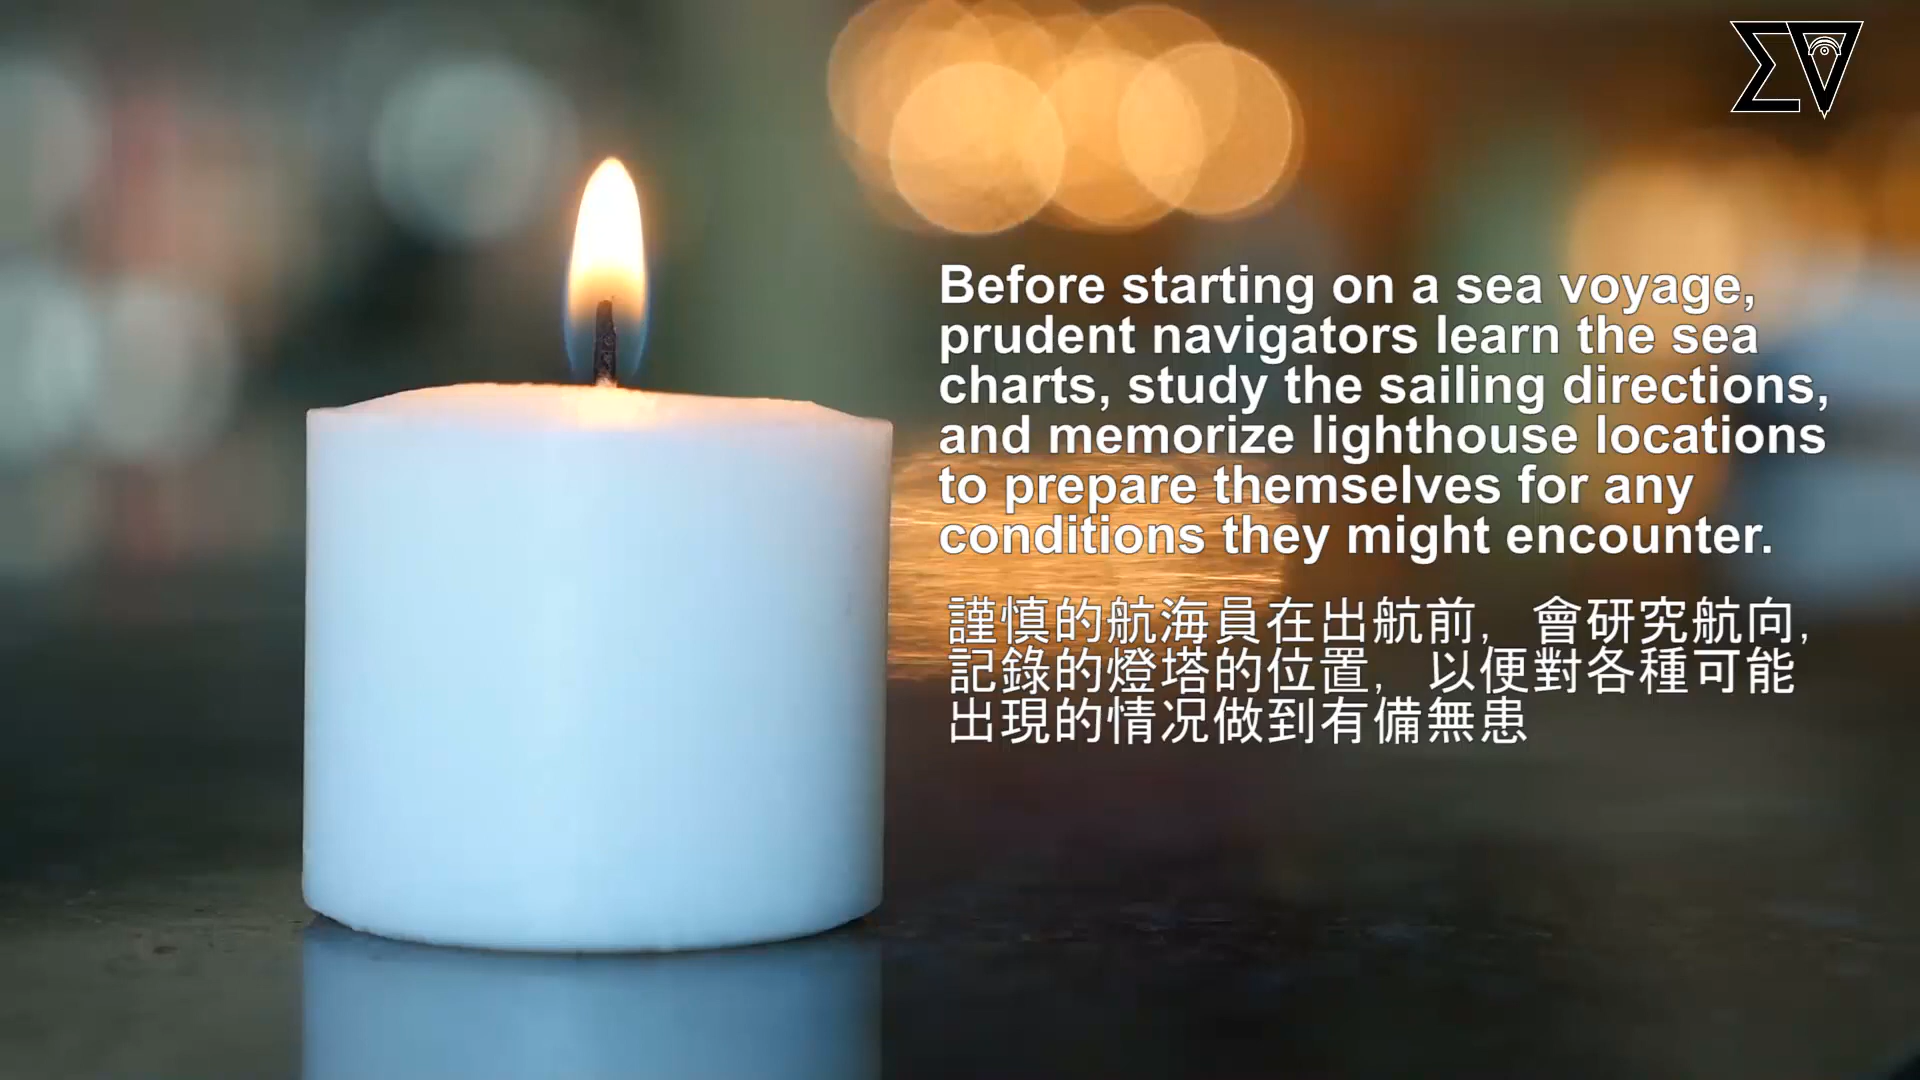 Before starting on a sea voyage,
prudent navigators learn the sea
charts, study the sailing directions,
and memorize lighthouse locations
to prepare themselves for any
conditions they might encounter.
謹慎的航海員在出航前, 會研究航向,
記錄的燈塔的位置, 以便對各種可能
出現的情況做到有備無患